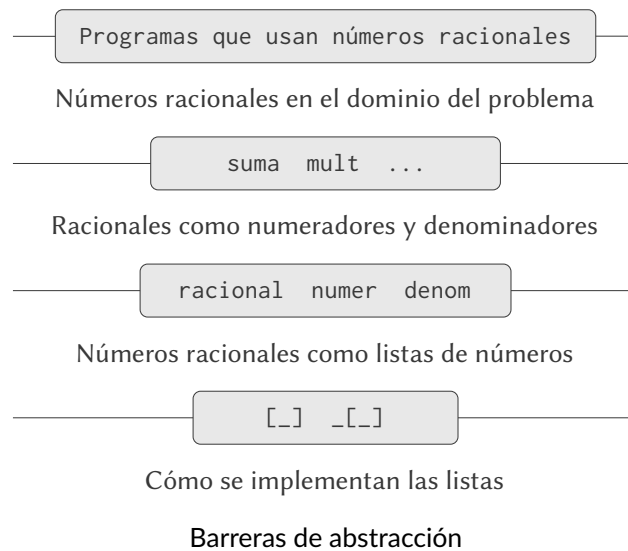 Programas que usan números racionales
Números racionales en el dominio del problema
suma mult ...
Racionales como numeradores y denominadores
racional numer denom
Números racionales como listas de números
[_] _[_]
Cómo se implementan las listas
Barreras de abstracción